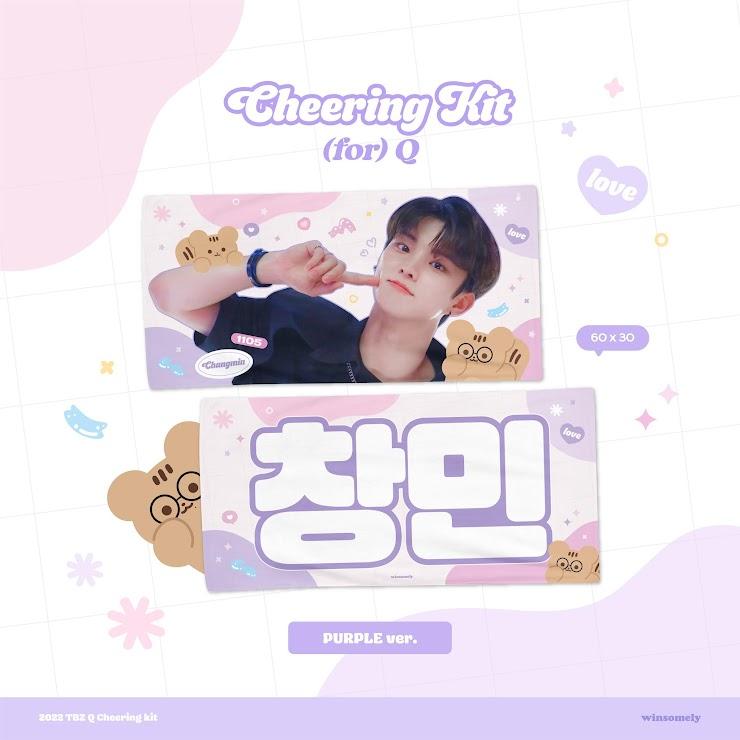 Cheering Kit
(for) Q
love
love
1105
Changmin
60 x 30
창민
love
winsomely
PURPLE ver.
2022 TBZ Q Cheering kit
winsomely